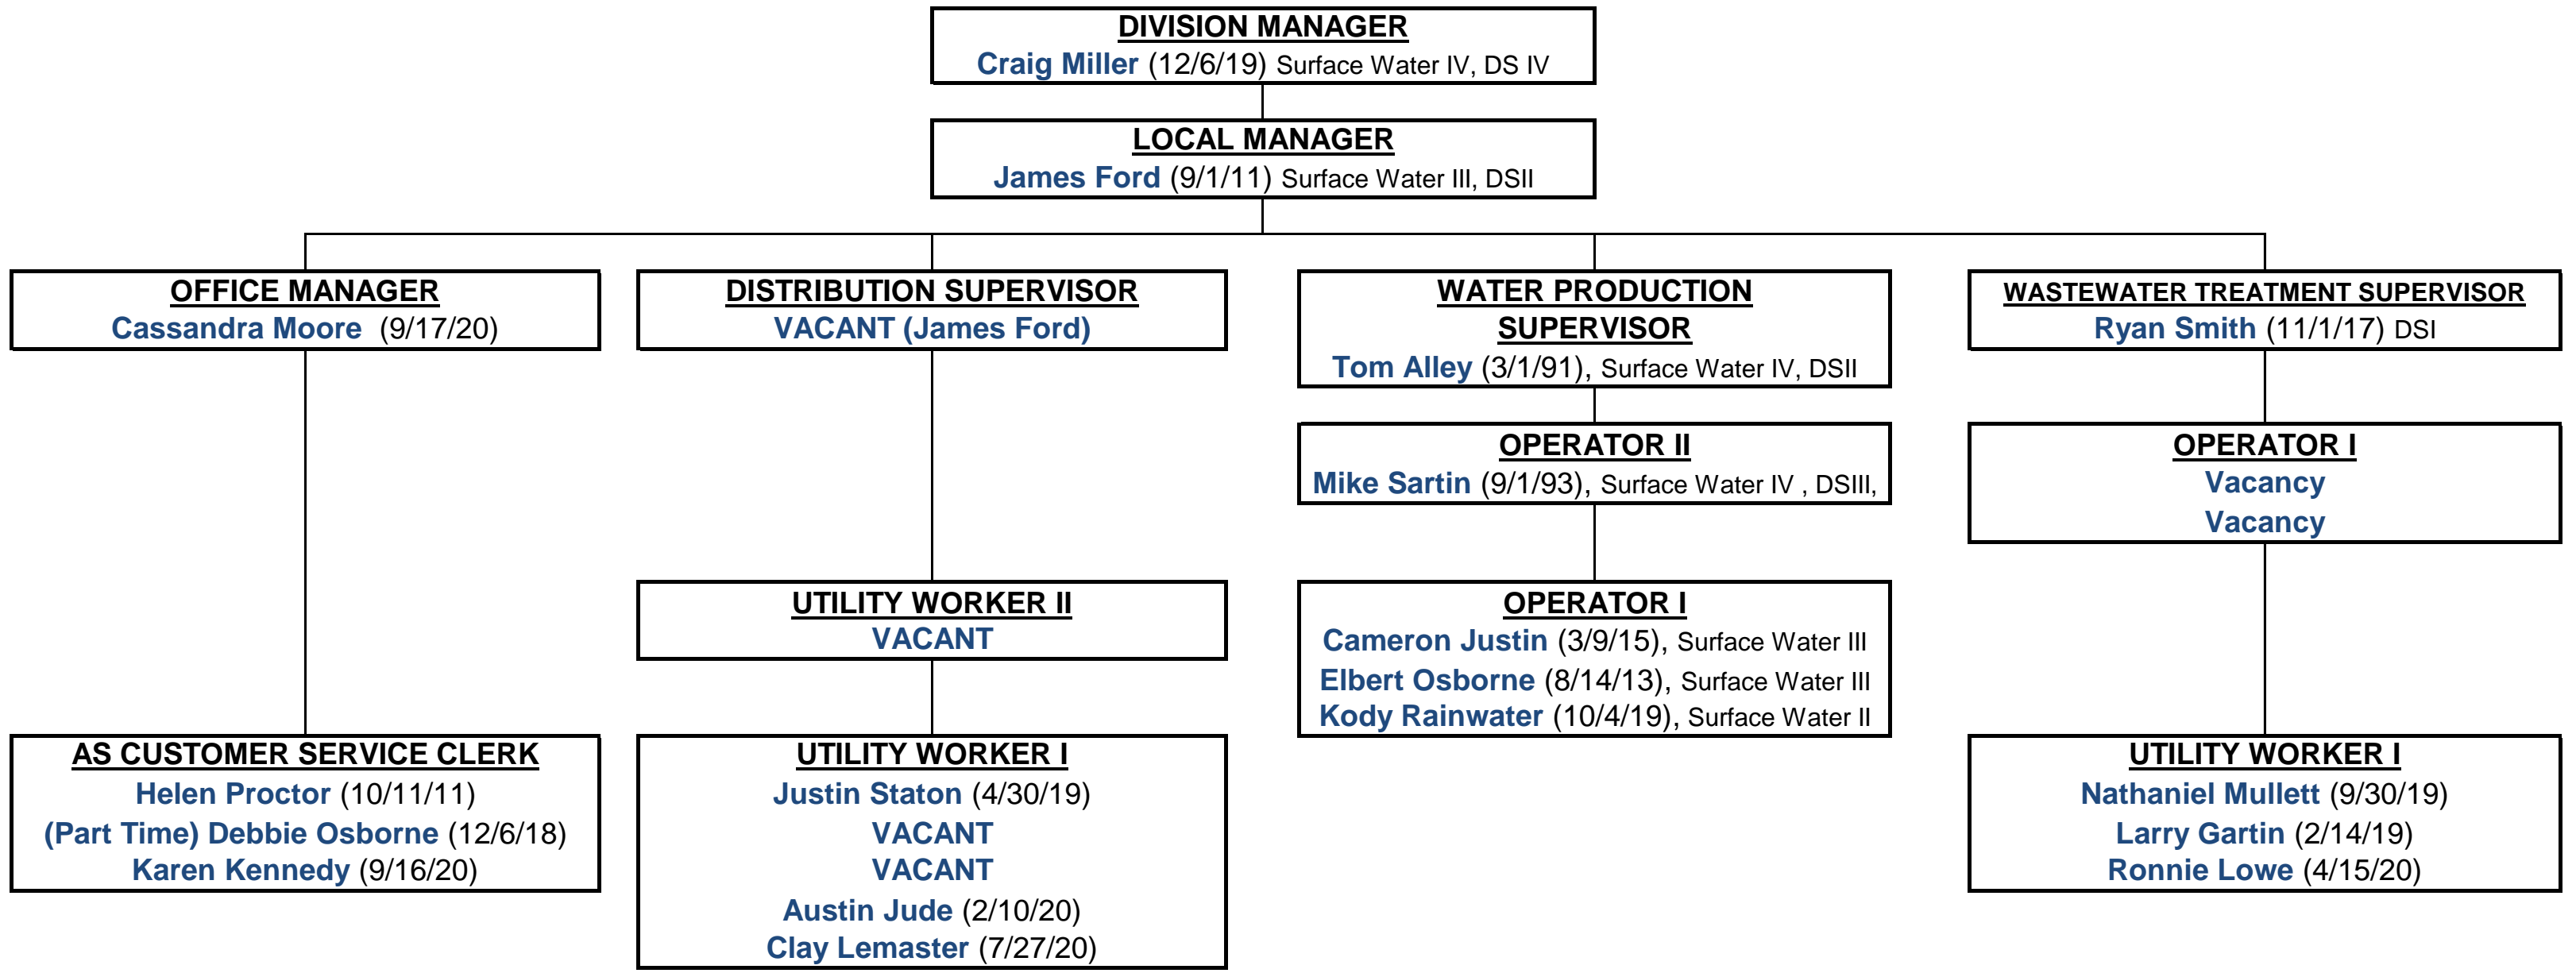 DIVISION MANAGER
Craig Miller (12/6/19) Surface Water IV, DS IV
LOCAL MANAGER
James Ford (9/1/11) Surface Water III, DSII
OFFICE MANAGER
Cassandra Moore (9/17/20)
DISTRIBUTION SUPERVISOR
VACANT (James Ford)
WATER PRODUCTION
SUPERVISOR
Tom Alley (3/1/91), Surface Water IV, DSII
WASTEWATER TREATMENT SUPERVISOR
Ryan Smith (11/1/17) DSI
OPERATOR II
Mike Sartin (9/1/93), Surface Water IV , DSIII,
OPERATOR I
Vacancy
Vacancy
UTILITY WORKER II
VACANT
OPERATOR I
Cameron Justin (3/9/15), Surface Water III
Elbert Osborne (8/14/13), Surface Water III
Kody Rainwater (10/4/19), Surface Water II
AS CUSTOMER SERVICE CLERK
Helen Proctor (10/11/11)
(Part Time) Debbie Osborne (12/6/18)
Karen Kennedy (9/16/20)
UTILITY WORKER I
Justin Staton (4/30/19)
VACANT
VACANT
Austin Jude (2/10/20)
Clay Lemaster (7/27/20)
UTILITY WORKER I
Nathaniel Mullett (9/30/19)
Larry Gartin (2/14/19)
Ronnie Lowe (4/15/20)